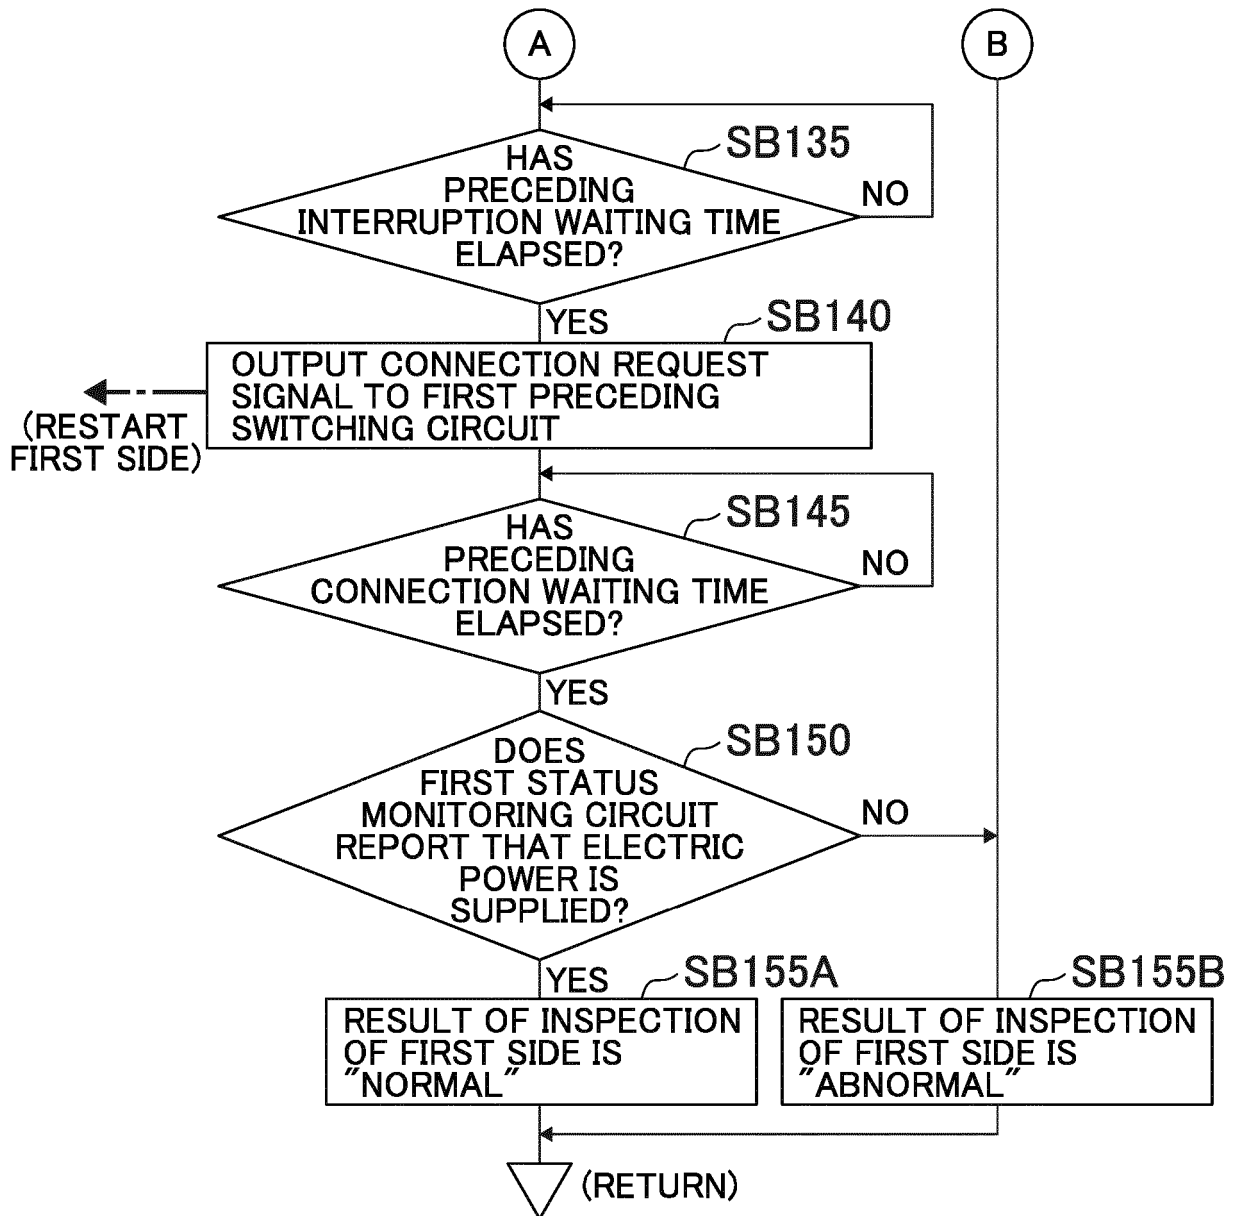 A
B
SB135
HAS
PRECEDING
INTERRUPTION WAITING TIME
ELAPSED?
NO
YES
SB140
OUTPUT CONNECTION REQUEST
SIGNAL TO FIRST PRECEDING
SWITCHING CIRCUIT
(RESTART
FIRST SIDE)
SB145
HAS
PRECEDING
CONNECTION WAITING TIME
ELAPSED?
NO
YES
SB150
DOES
FIRST STATUS
MONITORING CIRCUIT
REPORT THAT ELECTRIC
POWER IS
SUPPLIED?
NO
YES
SB155A
RESULT OF INSPECTION
OF FIRST SIDE IS
"NORMAL"
SB155B
RESULT OF INSPECTION
OF FIRST SIDE IS
"ABNORMAL"
(RETURN)